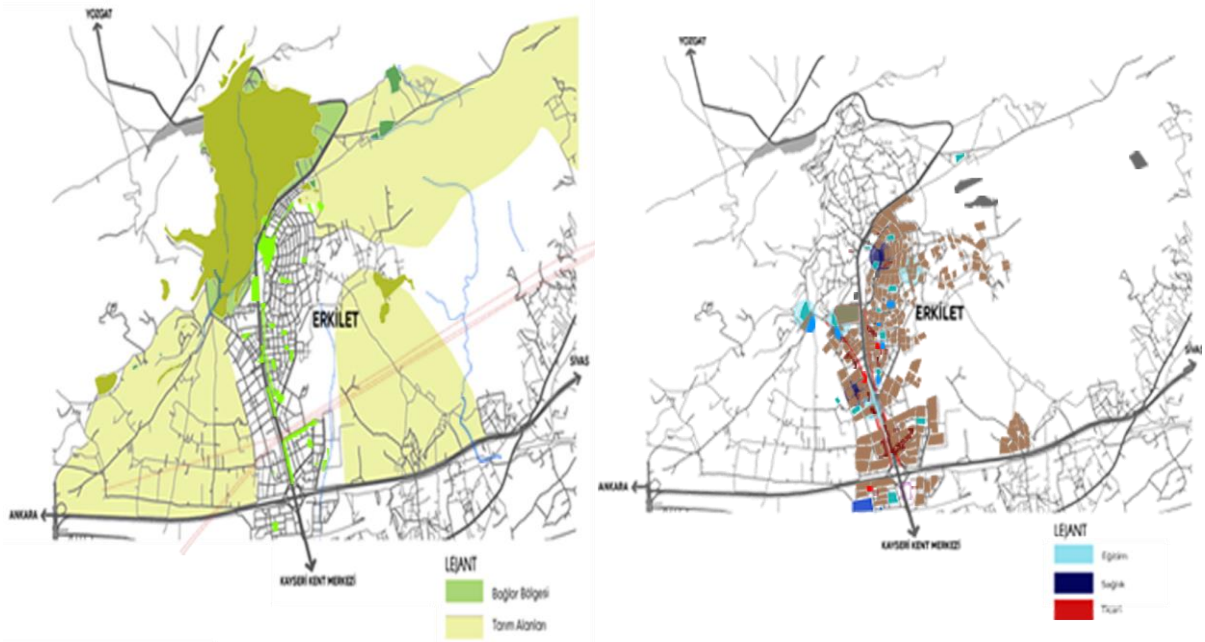 YOZGAT
ERKİLET
SİVAS
ANKARA
KAYSERİ KENT MERKEZİ
LEJANT
Bağlar Bölgesi
Tarım Alanları
YOZGAT
ERKİLET
SİVAS
ANKARA
KAYSERİ KENT MERKEZİ
LEJANT
Eğitim
Sağlık
Ticari